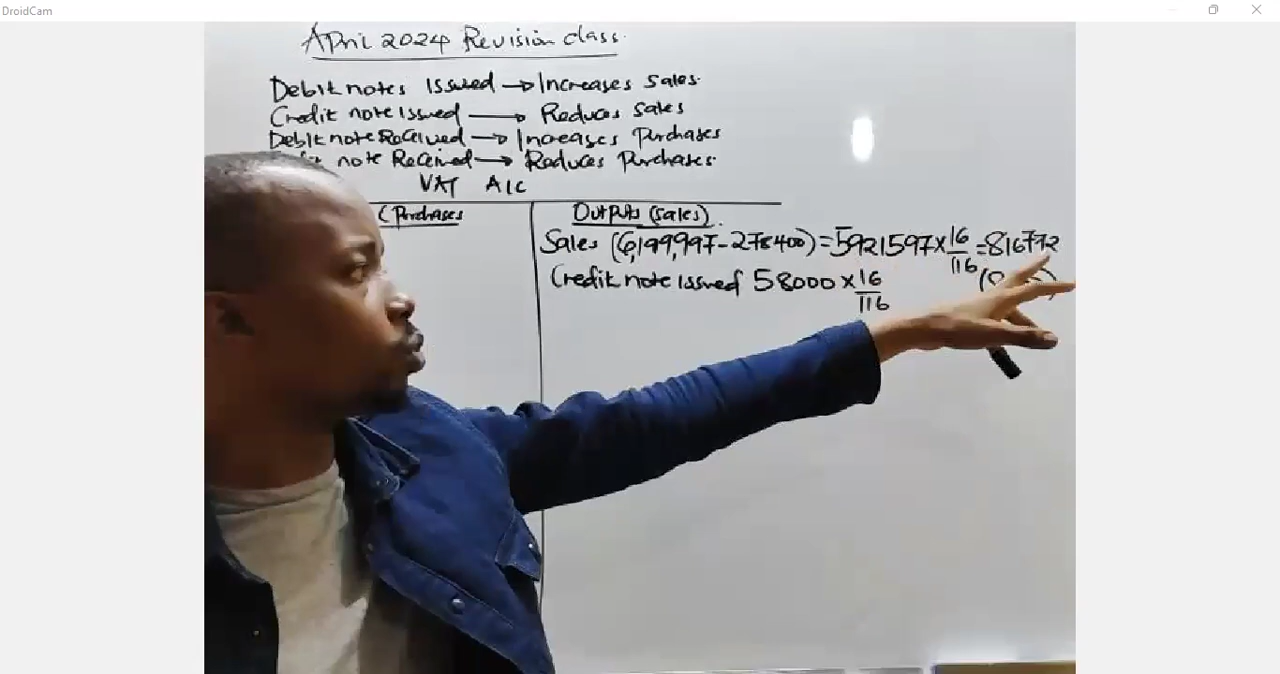 DroidCam
April 2024 Revision class
Debit notes Issued → Increases Sales
Credit note Issued → Reduces Sales
Debit note Received → Increases Purchases
note Received → Reduces Purchases
VAT A/C
(Purchases
Outputs (Sales)
Sales (6,199,997-278400) = 5921597 x 16/116 = 816772
Credit note Issued 58000 x 16/116